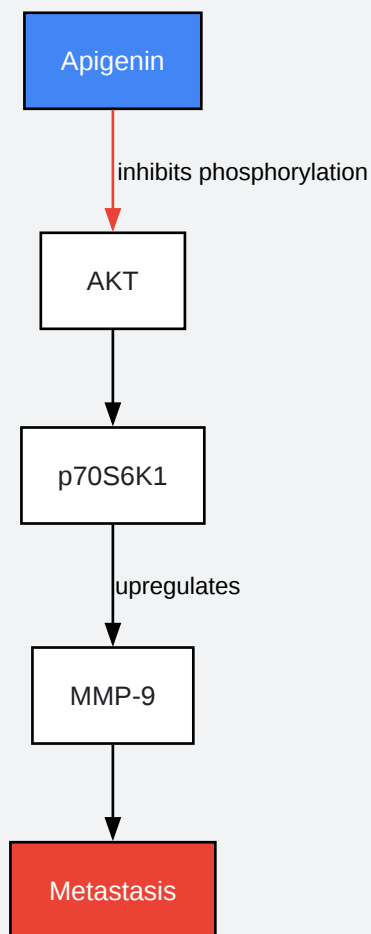 Apigenin
inhibits phosphorylation
AKT
p70S6K1
upregulates
MMP-9
Metastasis